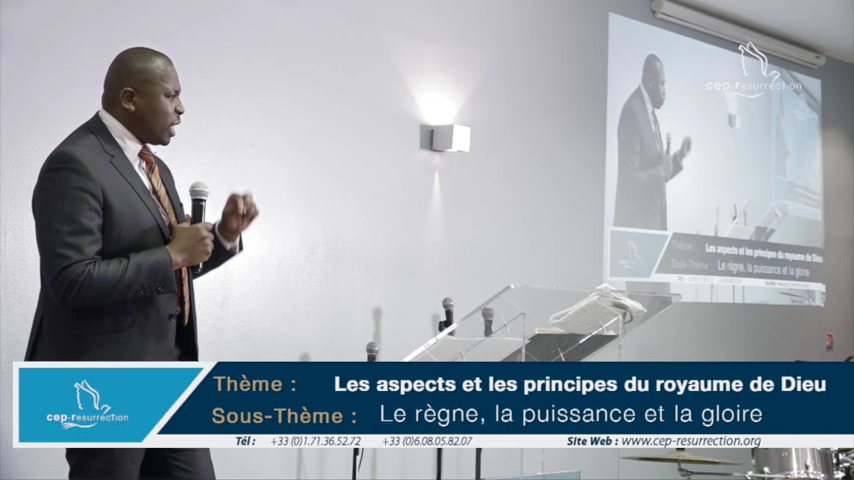 cep-resurrection
Thème : Les aspects et les principes du royaume de Dieu
Sous-Thème : Le règne, la puissance et la gloire
Thème : Les aspects et les principes du royaume de Dieu
Sous-Thème : Le règne, la puissance et la gloire
cep-resurrection
Tél : +33 (0)1.71.36.52.72 +33 (0)6.08.05.82.07 Site Web : www.cep-resurrection.org